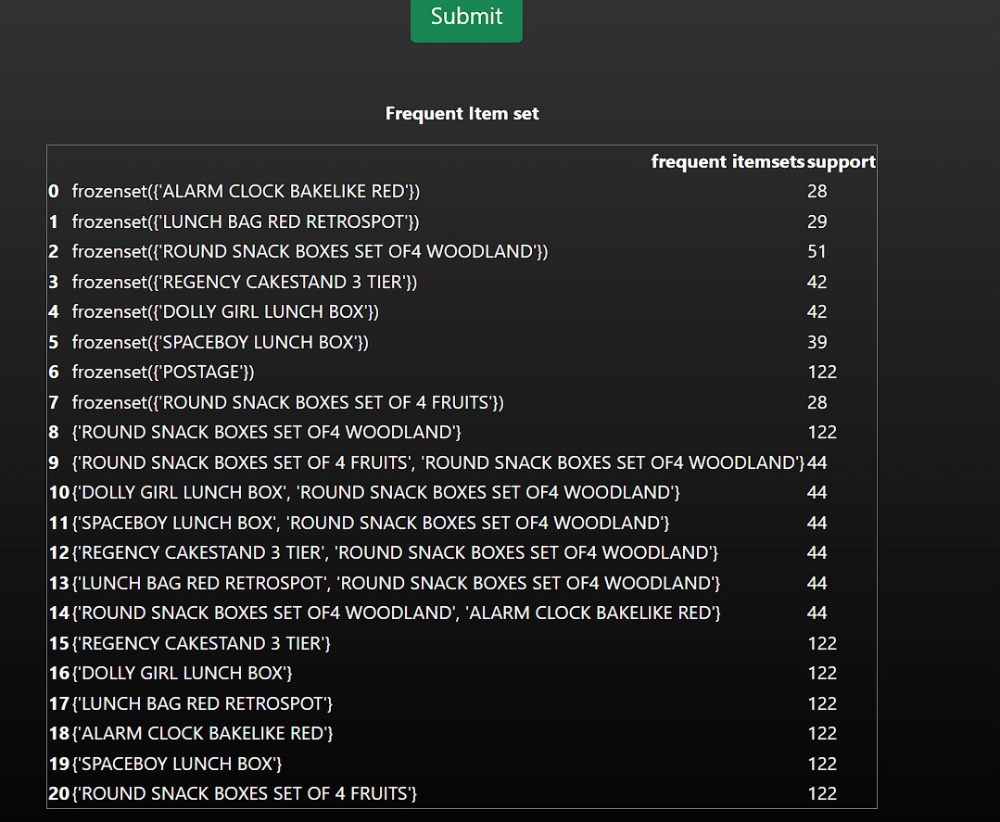 Submit
Frequent Item set
frequent itemsets support
0 frozenset({'ALARM CLOCK BAKELIKE RED'}) 28
1 frozenset({'LUNCH BAG RED RETROSPOT'}) 29
2 frozenset({'ROUND SNACK BOXES SET OF4 WOODLAND'}) 51
3 frozenset({'REGENCY CAKESTAND 3 TIER'}) 42
4 frozenset({'DOLLY GIRL LUNCH BOX'}) 42
5 frozenset({'SPACEBOY LUNCH BOX'}) 39
6 frozenset({'POSTAGE'}) 122
7 frozenset({'ROUND SNACK BOXES SET OF 4 FRUITS'}) 28
8 {'ROUND SNACK BOXES SET OF4 WOODLAND'} 122
9 {'ROUND SNACK BOXES SET OF 4 FRUITS', 'ROUND SNACK BOXES SET OF4 WOODLAND'} 44
10 {'DOLLY GIRL LUNCH BOX', 'ROUND SNACK BOXES SET OF4 WOODLAND'} 44
11 {'SPACEBOY LUNCH BOX', 'ROUND SNACK BOXES SET OF4 WOODLAND'} 44
12 {'REGENCY CAKESTAND 3 TIER', 'ROUND SNACK BOXES SET OF4 WOODLAND'} 44
13 {'LUNCH BAG RED RETROSPOT', 'ROUND SNACK BOXES SET OF4 WOODLAND'} 44
14 {'ROUND SNACK BOXES SET OF4 WOODLAND', 'ALARM CLOCK BAKELIKE RED'} 44
15 {'REGENCY CAKESTAND 3 TIER'} 122
16 {'DOLLY GIRL LUNCH BOX'} 122
17 {'LUNCH BAG RED RETROSPOT'} 122
18 {'ALARM CLOCK BAKELIKE RED'} 122
19 {'SPACEBOY LUNCH BOX'} 122
20 {'ROUND SNACK BOXES SET OF 4 FRUITS'} 122